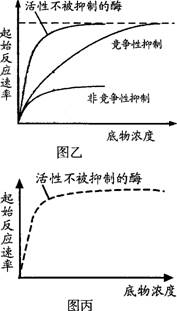 活性不被抑制的酶
竞争性抑制
非竞争性抑制
起始反应速率
底物浓度
图乙
活性不被抑制的酶
起始反应速率
底物浓度
图丙